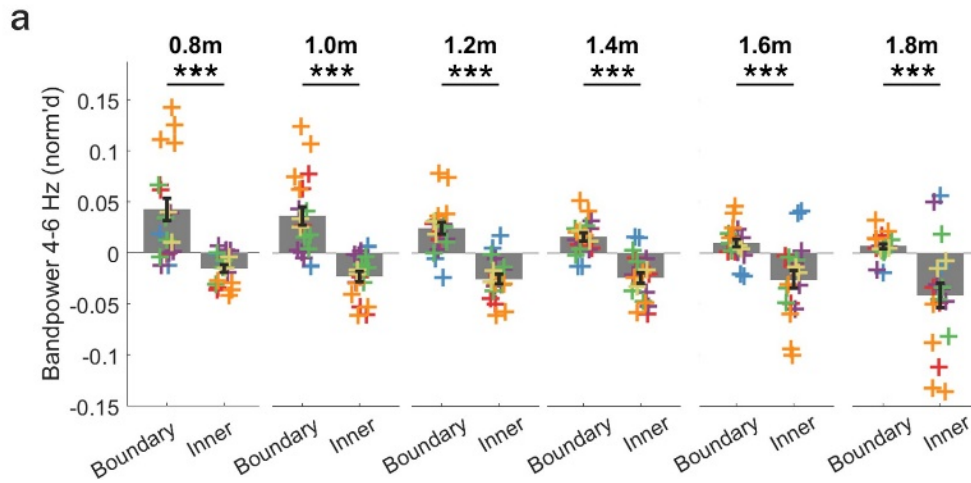 a
0.8m 1.0m 1.2m 1.4m 1.6m 1.8m
*** *** *** *** *** ***
Bandpower 4-6 Hz (norm'd)
0.15
0.1
0.05
0
-0.05
-0.1
-0.15
Boundary Inner Boundary Inner Boundary Inner Boundary Inner Boundary Inner Boundary Inner